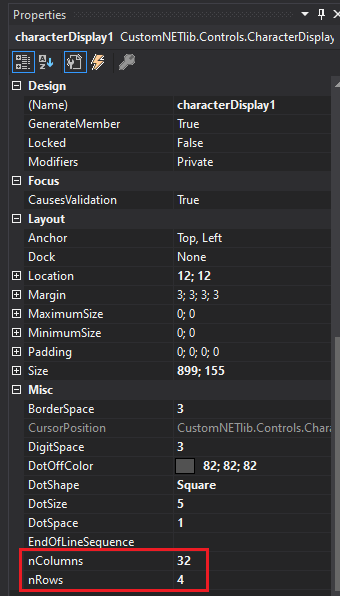 Properties
characterDisplay1 CustomNETlib.Controls.CharacterDisplay
Design
(Name) characterDisplay1
GenerateMember True
Locked False
Modifiers Private
Focus
CausesValidation True
Layout
Anchor Top, Left
Dock None
Location 12; 12
Margin 3; 3; 3; 3
MaximumSize 0; 0
MinimumSize 0; 0
Padding 0; 0; 0; 0
Size 899; 155
Misc
BorderSpace 3
CursorPosition CustomNETlib.Controls.Chara
DigitSpace 3
DotOffColor 82; 82; 82
DotShape Square
DotSize 5
DotSpace 1
EndOfLineSequence
nColumns 32
nRows 4